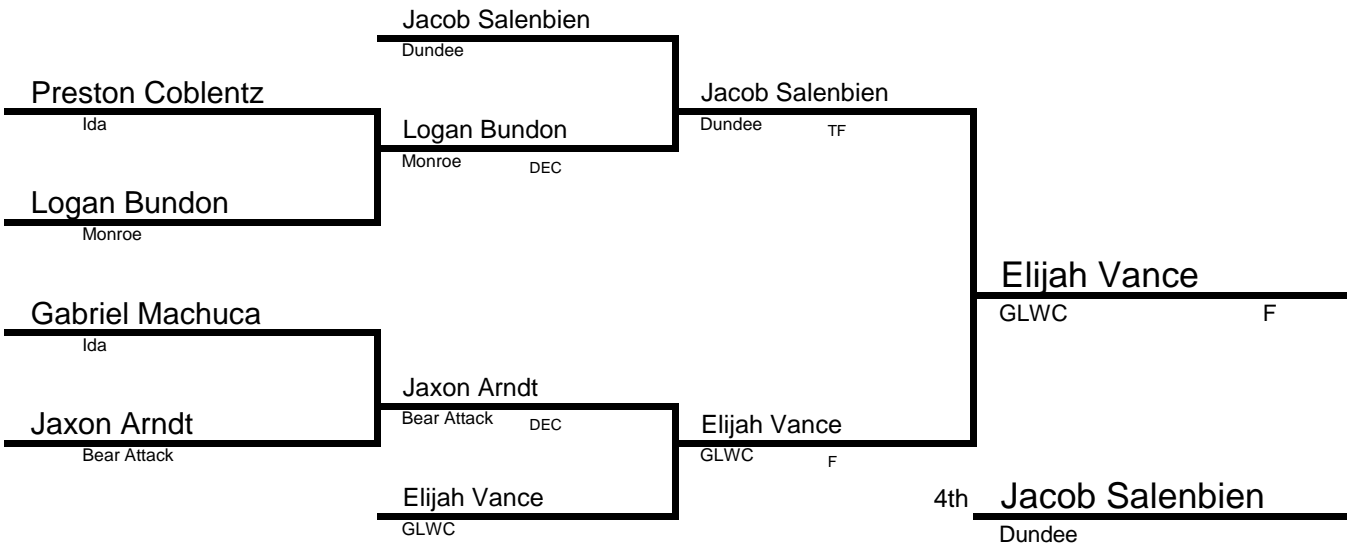 Jacob Salenbien
Dundee
Preston Coblentz
Ida
Jacob Salenbien
Dundee TF
Logan Bundon
Monroe DEC
Logan Bundon
Monroe
Elijah Vance
GLWC F
Gabriel Machuca
Ida
Jaxon Arndt
Bear Attack DEC
Jaxon Arndt
Bear Attack
Elijah Vance
GLWC F
Elijah Vance
GLWC
4th Jacob Salenbien
Dundee